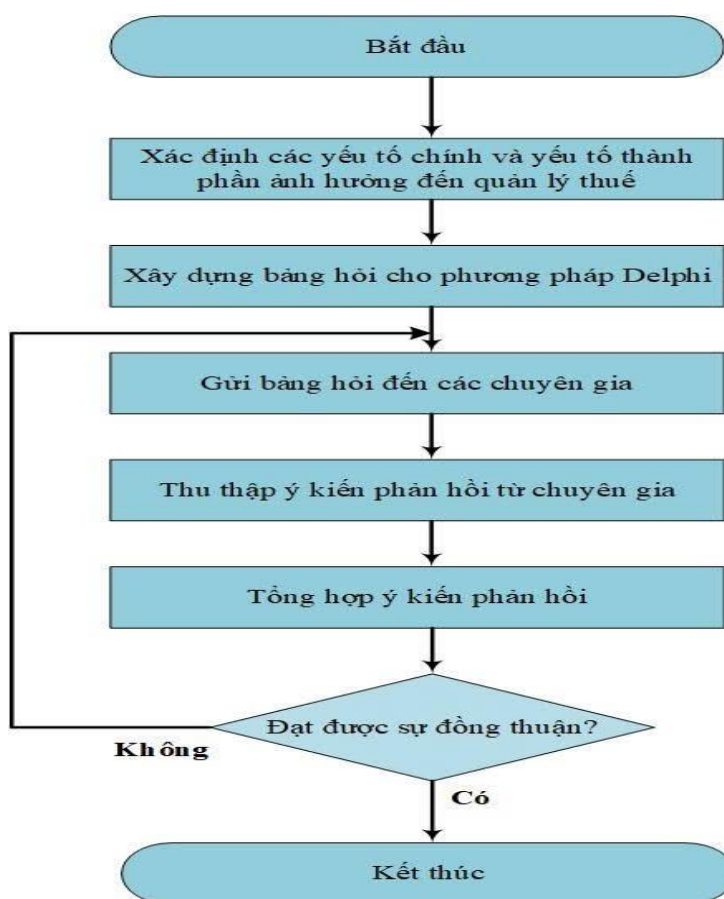 Bắt đầu
Xác định các yếu tố chính và yếu tố thành
phần ảnh hưởng đến quản lý thuế
Xây dựng bảng hỏi cho phương pháp Delphi
Gửi bảng hỏi đến các chuyên gia
Thu thập ý kiến phản hồi từ chuyên gia
Tổng hợp ý kiến phản hồi
Đạt được sự đồng thuận?
Không
Có
Kết thúc